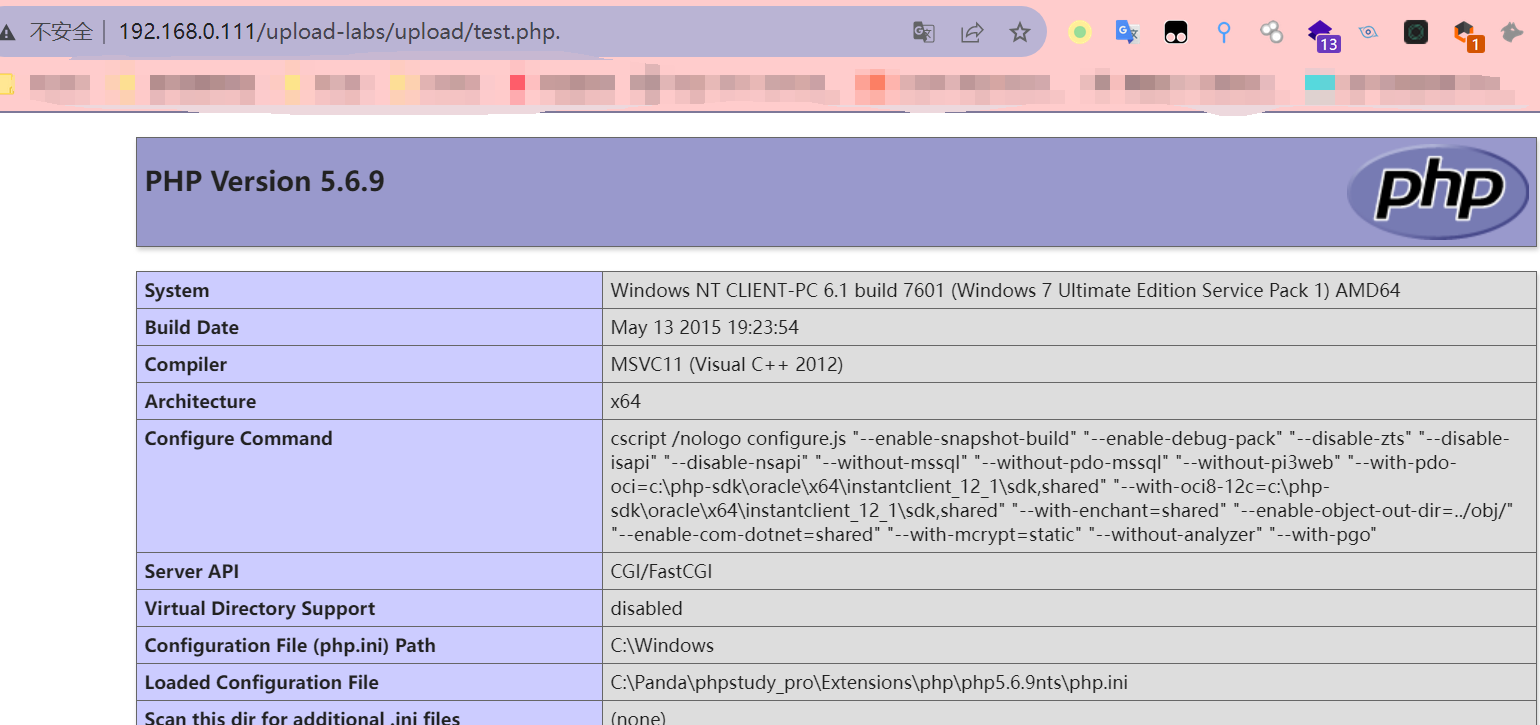 不安全 192.168.0.111/upload-labs/upload/test.php.
13
1
PHP Version 5.6.9
php
System Windows NT CLIENT-PC 6.1 build 7601 (Windows 7 Ultimate Edition Service Pack 1) AMD64
Build Date May 13 2015 19:23:54
Compiler MSVC11 (Visual C++ 2012)
Architecture x64
Configure Command cscript /nologo configure.js "--enable-snapshot-build" "--enable-debug-pack" "--disable-zts" "--disable-
isapi" "--disable-nsapi" "--without-mssql" "--without-pdo-mssql" "--without-pi3web" "--with-pdo-
oci=c:\php-sdk\oracle\x64\instantclient_12_1\sdk,shared" "--with-oci8-12c=c:\php-
sdk\oracle\x64\instantclient_12_1\sdk,shared" "--with-enchant=shared" "--enable-object-out-dir=../obj/"
"--enable-com-dotnet=shared" "--with-mcrypt=static" "--without-analyzer" "--with-pgo"
Server API CGI/FastCGI
Virtual Directory Support disabled
Configuration File (php.ini) Path C:\Windows
Loaded Configuration File C:\Panda\phpstudy_pro\Extensions\php\php5.6.9nts\php.ini
Scan this dir for additional .ini files (none)